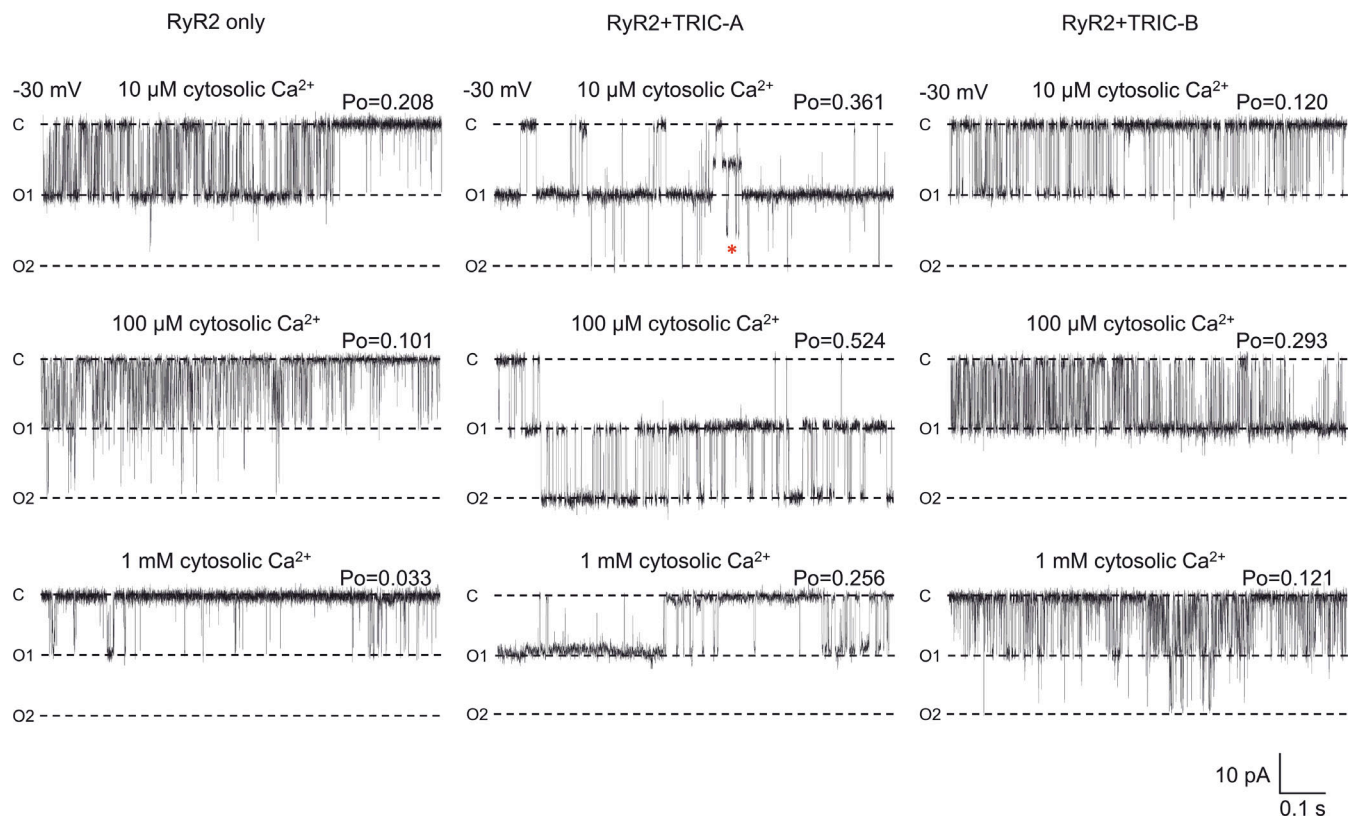 RyR2 only
RyR2+TRIC-A
RyR2+TRIC-B
-30 mV
10 µM cytosolic Ca²⁺
Po=0.208
-30 mV
10 µM cytosolic Ca²⁺
Po=0.361
-30 mV
10 µM cytosolic Ca²⁺
Po=0.120
C
O1
O2
C
O1
*
O2
C
O1
O2
100 µM cytosolic Ca²⁺
Po=0.101
100 µM cytosolic Ca²⁺
Po=0.524
100 µM cytosolic Ca²⁺
Po=0.293
C
O1
O2
C
O1
O2
C
O1
O2
1 mM cytosolic Ca²⁺
Po=0.033
1 mM cytosolic Ca²⁺
Po=0.256
1 mM cytosolic Ca²⁺
Po=0.121
C
O1
O2
C
O1
O2
C
O1
O2
10 pA
0.1 s